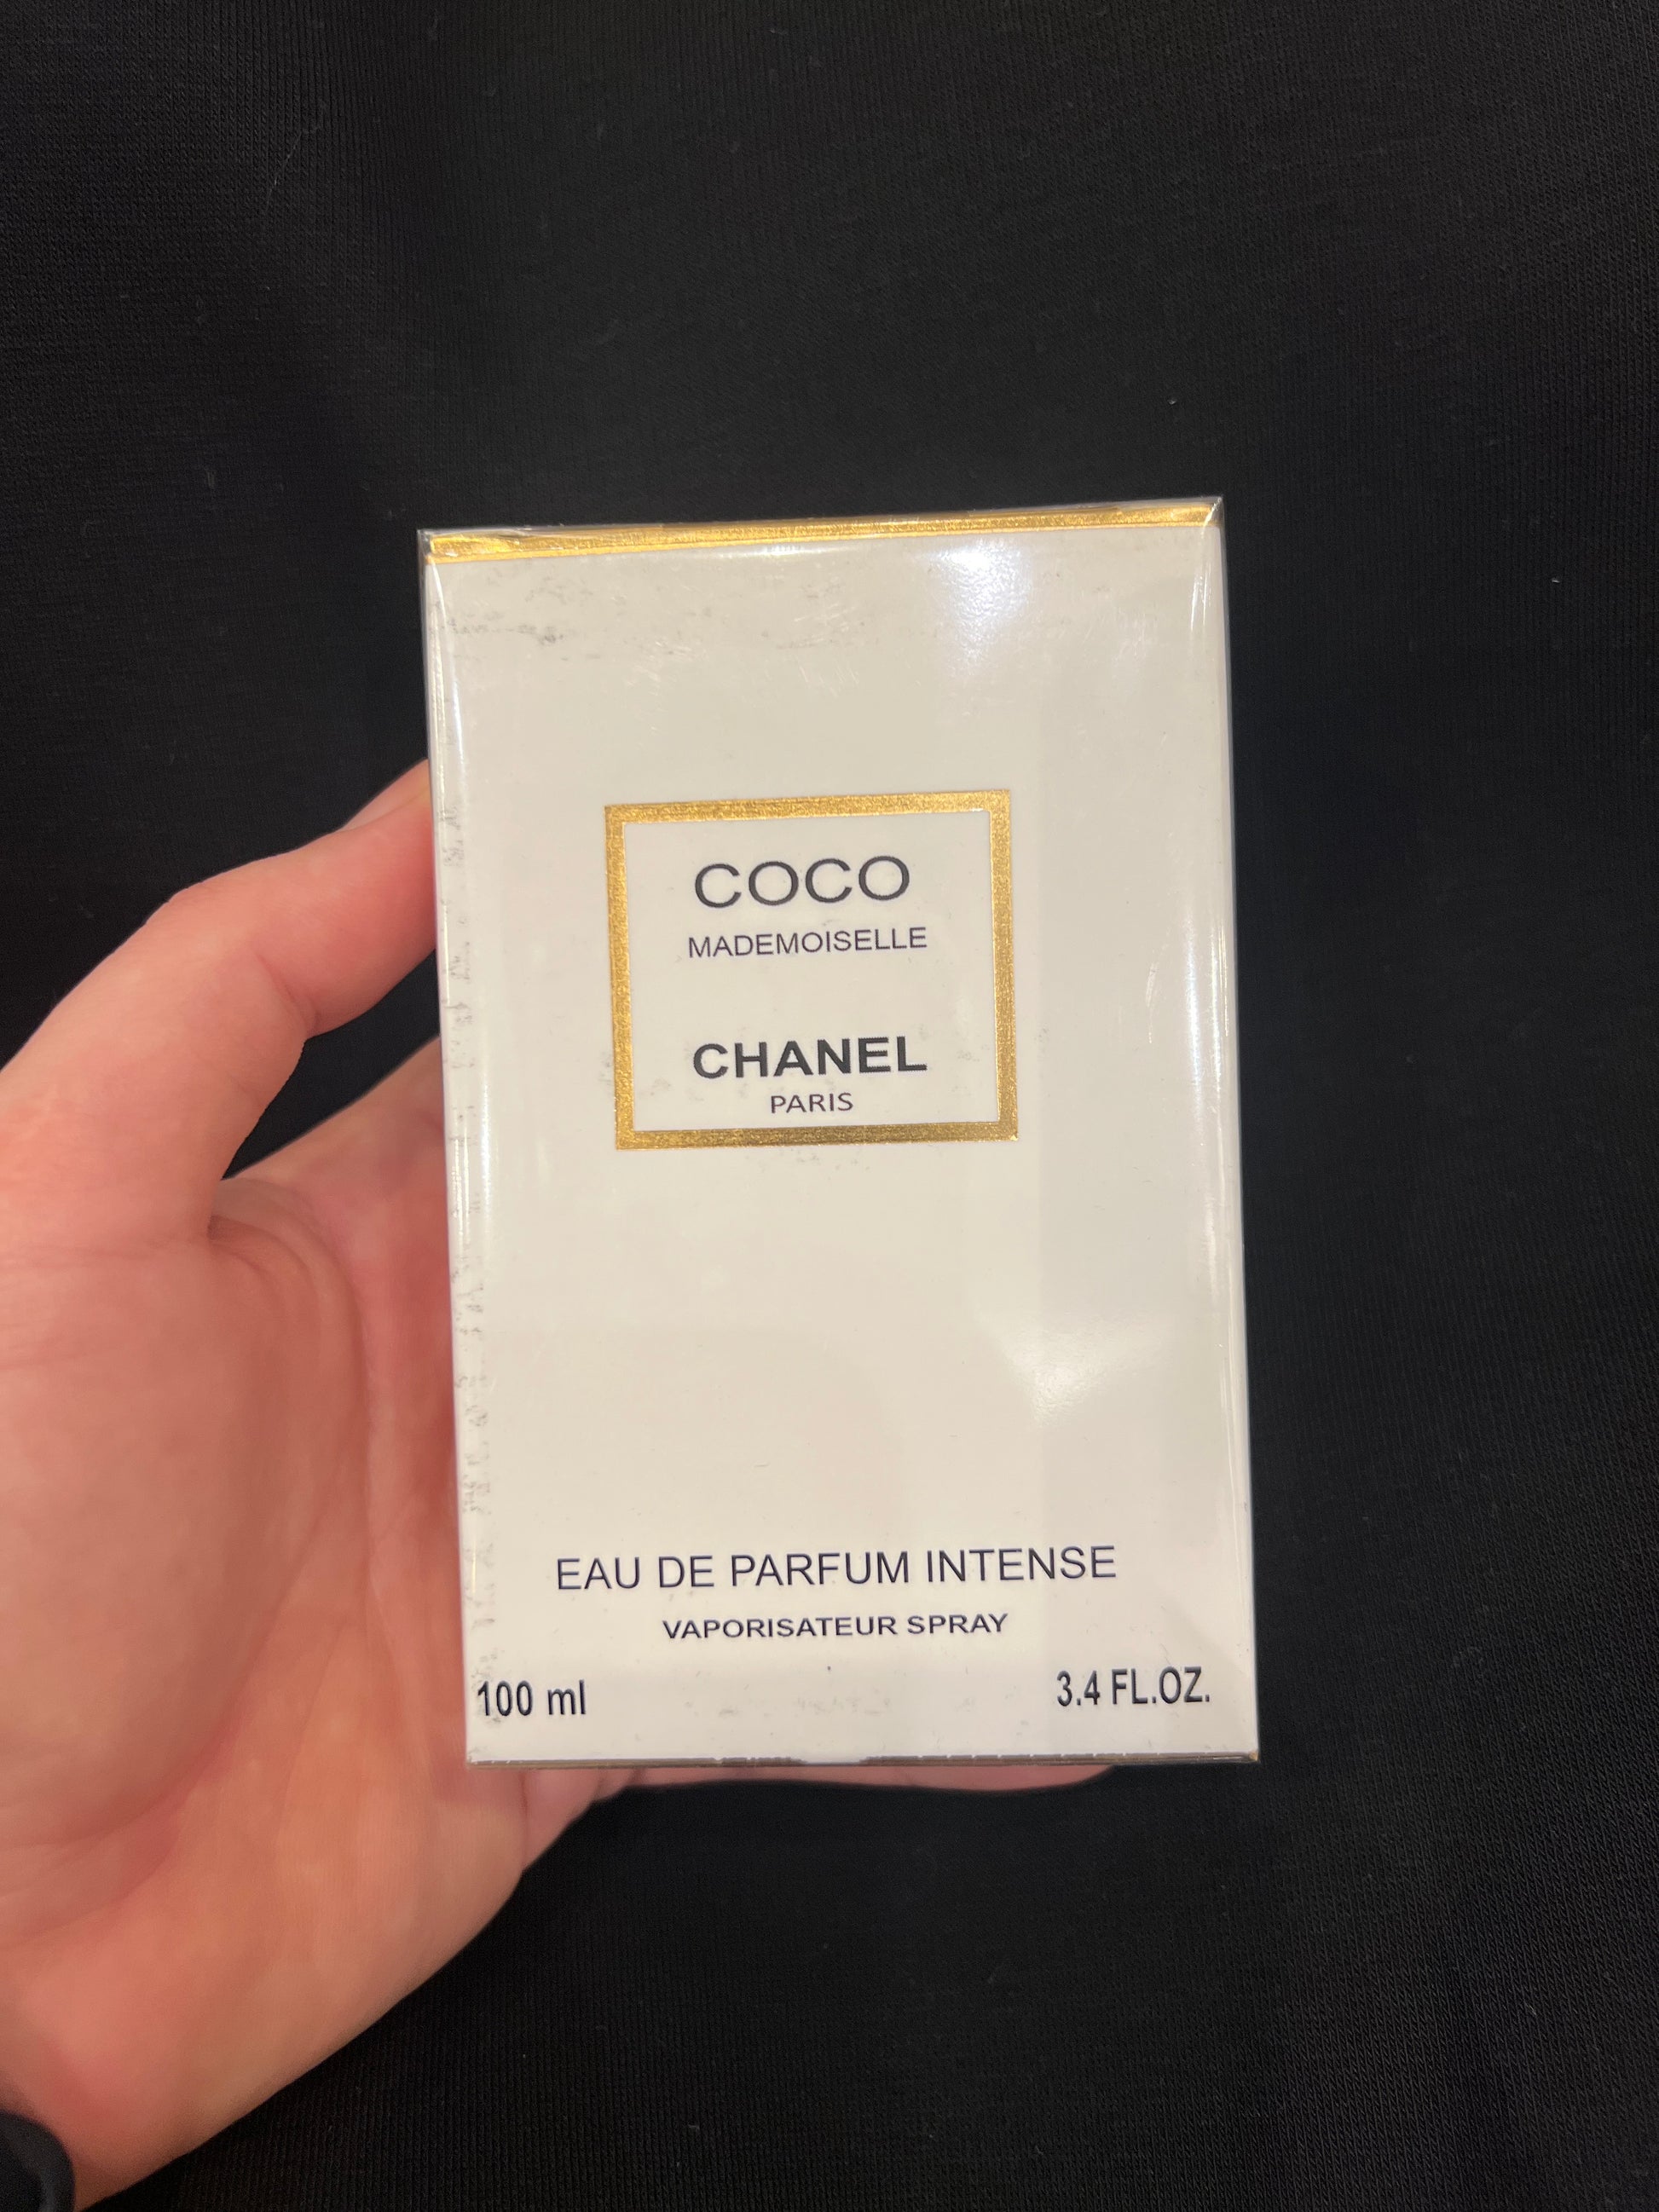 COCO
MADEMOISELLE
CHANEL
PARIS
EAU DE PARFUM INTENSE
VAPORISATEUR SPRAY
100 ml
3.4 FL.OZ.